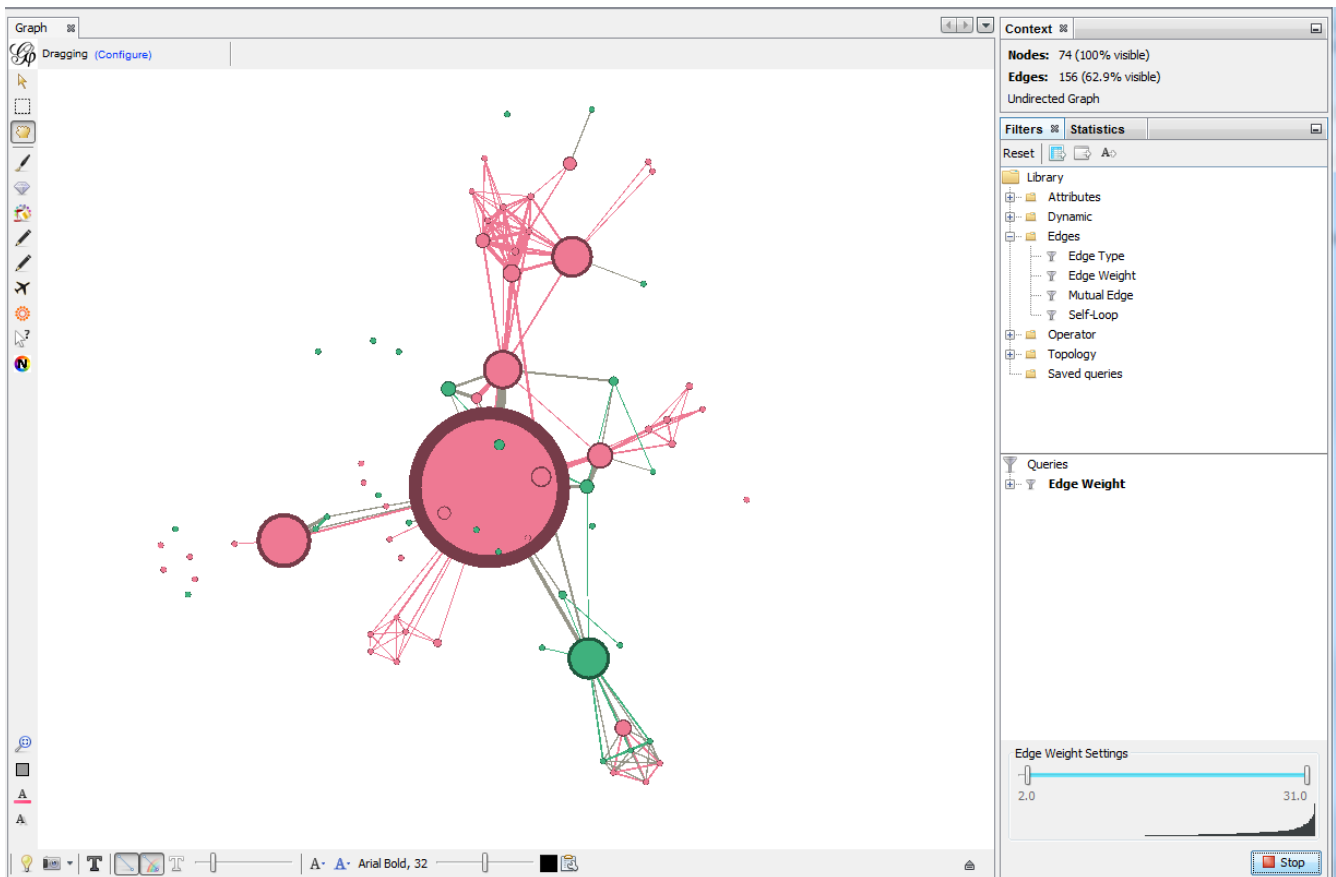 Graph
Dragging (Configure)
Context
Nodes: 74 (100% visible)
Edges: 156 (62.9% visible)
Undirected Graph
Filters Statistics
Reset
Library
Attributes
Dynamic
Edges
Edge Type
Edge Weight
Mutual Edge
Self-Loop
Operator
Topology
Saved queries
Queries
Edge Weight
Edge Weight Settings
2.0 31.0
Arial Bold, 32
Stop